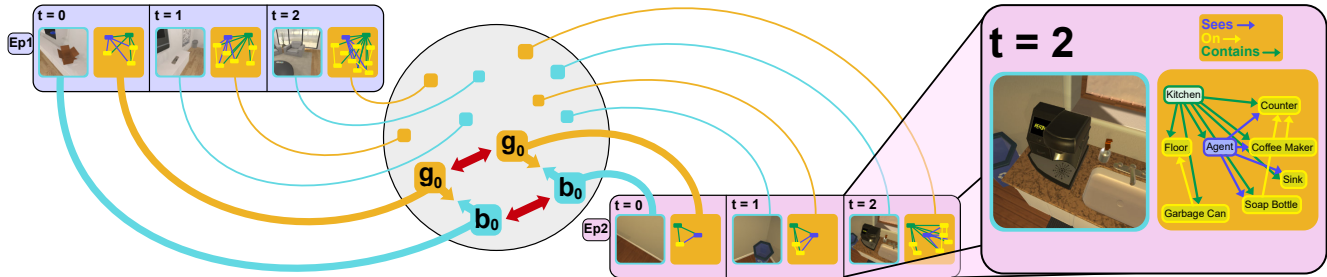 Ep1
t = 0
t = 1
t = 2
g₀
g₀
b₀
b₀
Ep2
t = 0
t = 1
t = 2
t = 2
Sees
On
Contains
Kitchen
Counter
Floor
Agent
Coffee Maker
Sink
Garbage Can
Soap Bottle